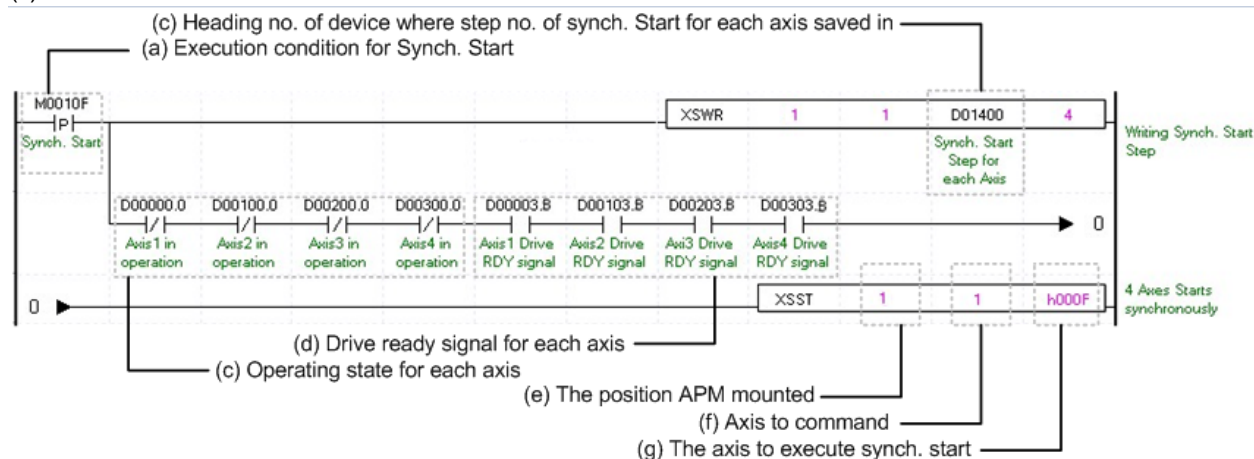 (c) Heading no. of device where step no. of synch. Start for each axis saved in
(a) Execution condition for Synch. Start
M0010F
P
Synch. Start
XSWR 1 1 D01400 4
Synch. Start
Step for
each Axis
Writing Synch. Start
Step
D00000.0 D00100.0 D00200.0 D00300.0 D00003.B D00103.B D00203.B D00303.B
Axis1 in Axis2 in Axis3 in Axis4 in Axis1 Drive Axis2 Drive Axi3 Drive Axis4 Drive
operation operation operation operation RDY signal RDY signal RDY signal RDY signal
0
0
XSST 1 1 h000F
4 Axes Starts
synchronously
(d) Drive ready signal for each axis
(c) Operating state for each axis
(e) The position APM mounted
(f) Axis to command
(g) The axis to execute synch. start